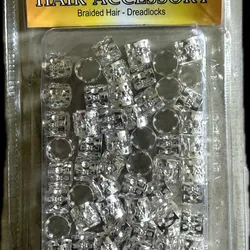 HAIR ACCESSORY
Braided Hair - Dreadlocks